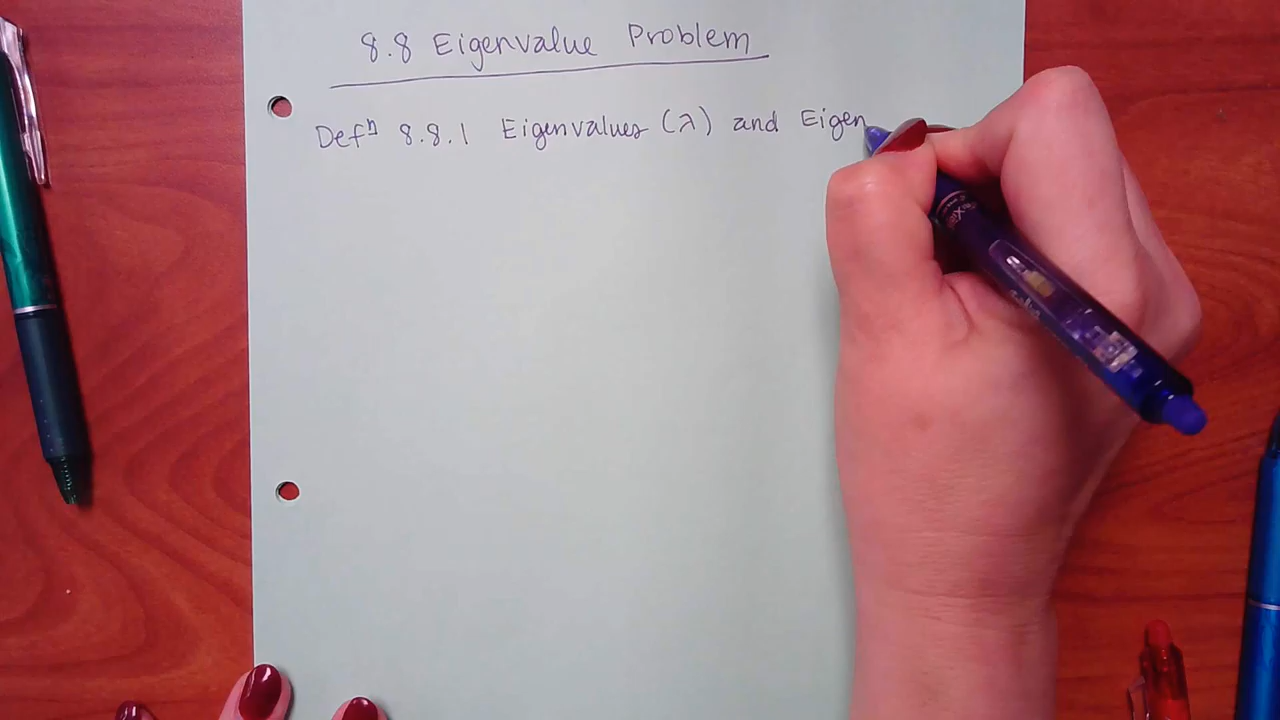 8.8 Eigenvalue Problem
Defⁿ 8.8.1 Eigenvalues (λ) and Eigen